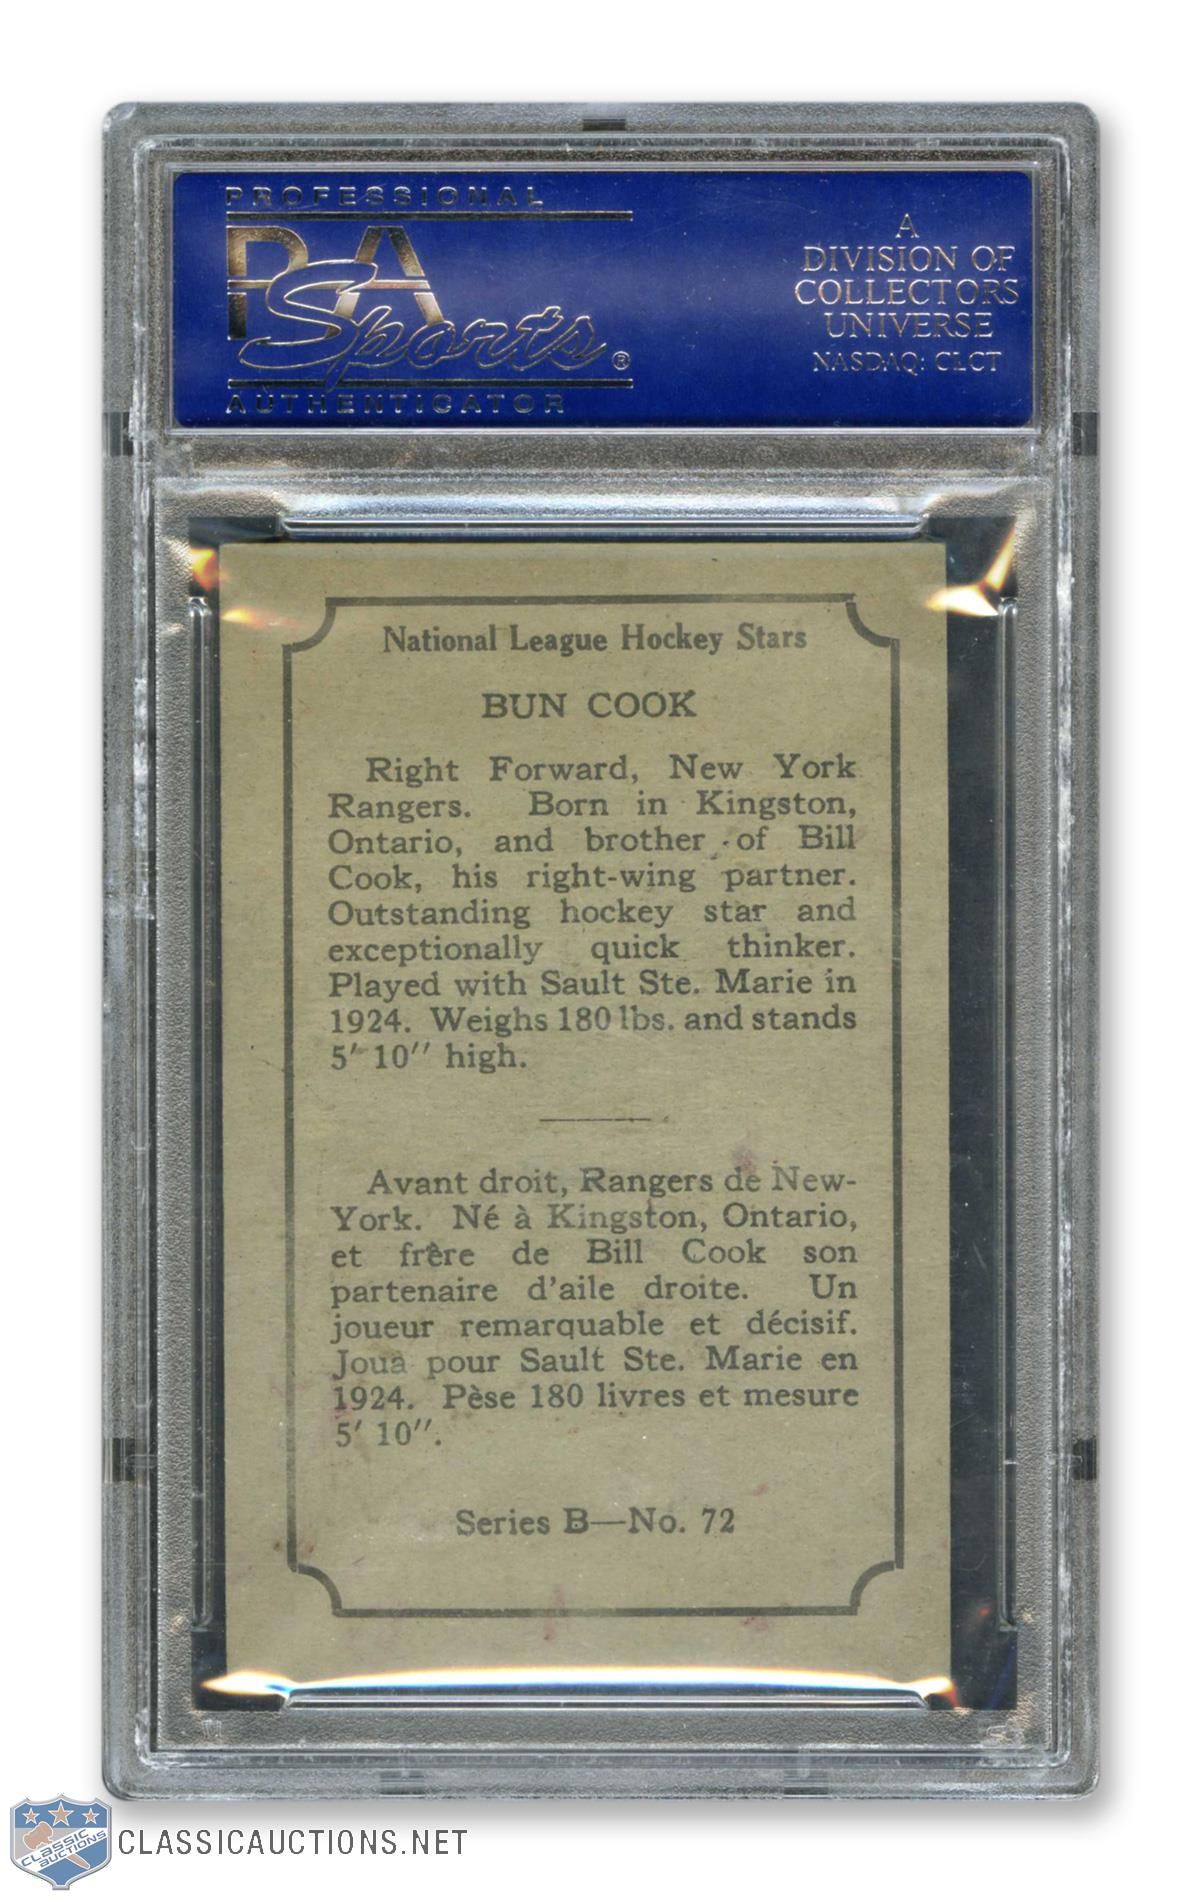 PROFESSIONAL
PSA
Sports®
AUTHENTICATOR
A
DIVISION OF
COLLECTORS
UNIVERSE
NASDAQ: CLCT
National League Hockey Stars
BUN COOK
Right Forward, New York
Rangers. Born in Kingston,
Ontario, and brother of Bill
Cook, his right-wing partner.
Outstanding hockey star and
exceptionally quick thinker.
Played with Sault Ste. Marie in
1924. Weighs 180 lbs. and stands
5′ 10″ high.
Avant droit, Rangers de New-
York. Né à Kingston, Ontario,
et frère de Bill Cook son
partenaire d'aile droite. Un
joueur remarquable et décisif.
Joua pour Sault Ste. Marie en
1924. Pèse 180 livres et mesure
5′ 10″.
Series B—No. 72
CLASSIC
AUCTIONS
CLASSICAUCTIONS.NET